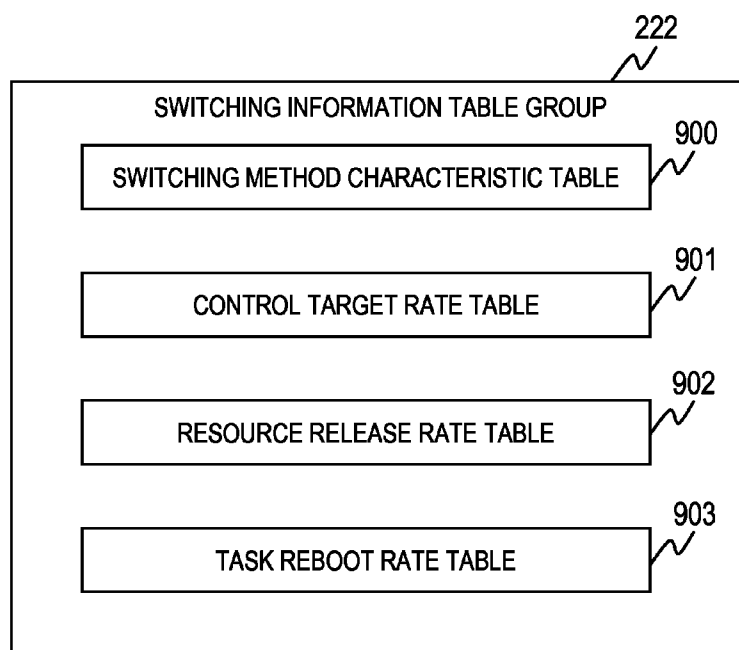 222
SWITCHING INFORMATION TABLE GROUP
900
SWITCHING METHOD CHARACTERISTIC TABLE
901
CONTROL TARGET RATE TABLE
902
RESOURCE RELEASE RATE TABLE
903
TASK REBOOT RATE TABLE